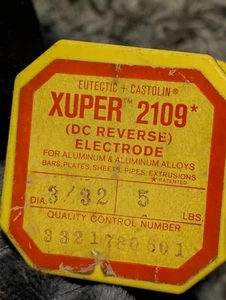 EUTECTIC + CASTOLIN®
XUPER™ 2109*
(DC REVERSE)
ELECTRODE
FOR ALUMINUM & ALUMINUM ALLOYS
BARS, PLATES, SHEETS, PIPES, EXTRUSIONS
*PATENTED
DIA. 3/32 5 LBS.
QUALITY CONTROL NUMBER
3321780501